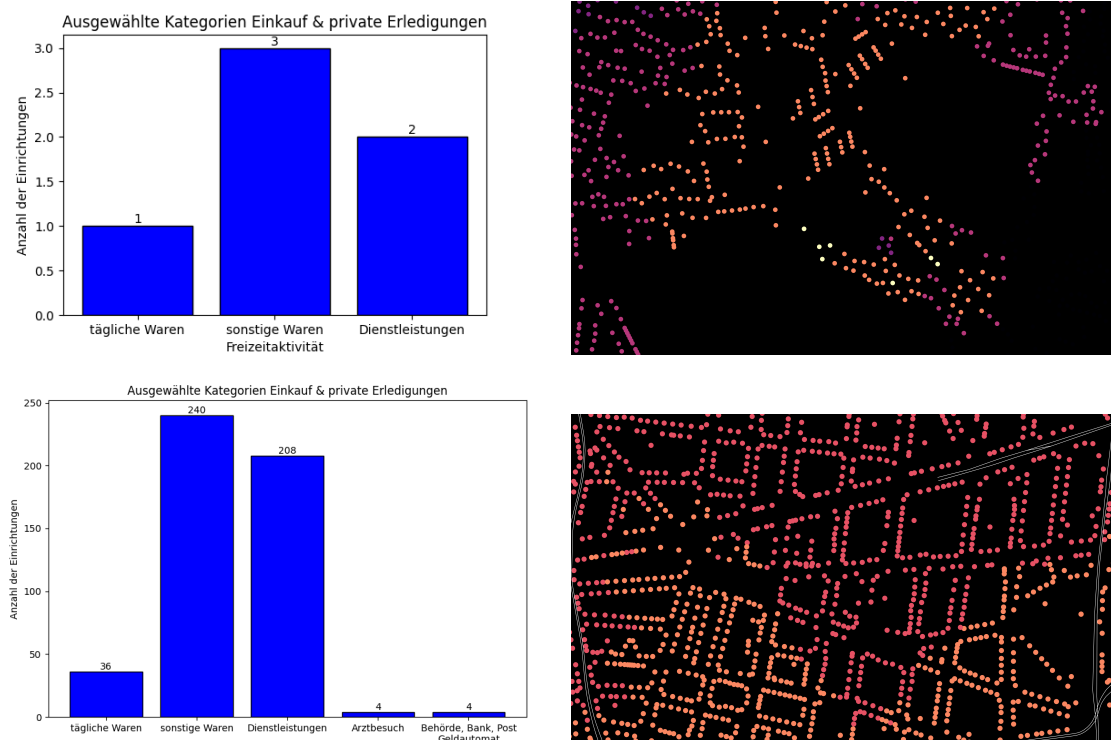 Ausgewählte Kategorien Einkauf & private Erledigungen
Anzahl der Einrichtungen
3.0
2.5
2.0
1.5
1.0
0.5
0.0
1
3
2
tägliche Waren sonstige Waren Dienstleistungen
Freizeitaktivität
Ausgewählte Kategorien Einkauf & private Erledigungen
Anzahl der Einrichtungen
250
200
150
100
50
0
36
240
208
4
4
tägliche Waren sonstige Waren Dienstleistungen Arztbesuch Behörde, Bank, Post
Geldautomat